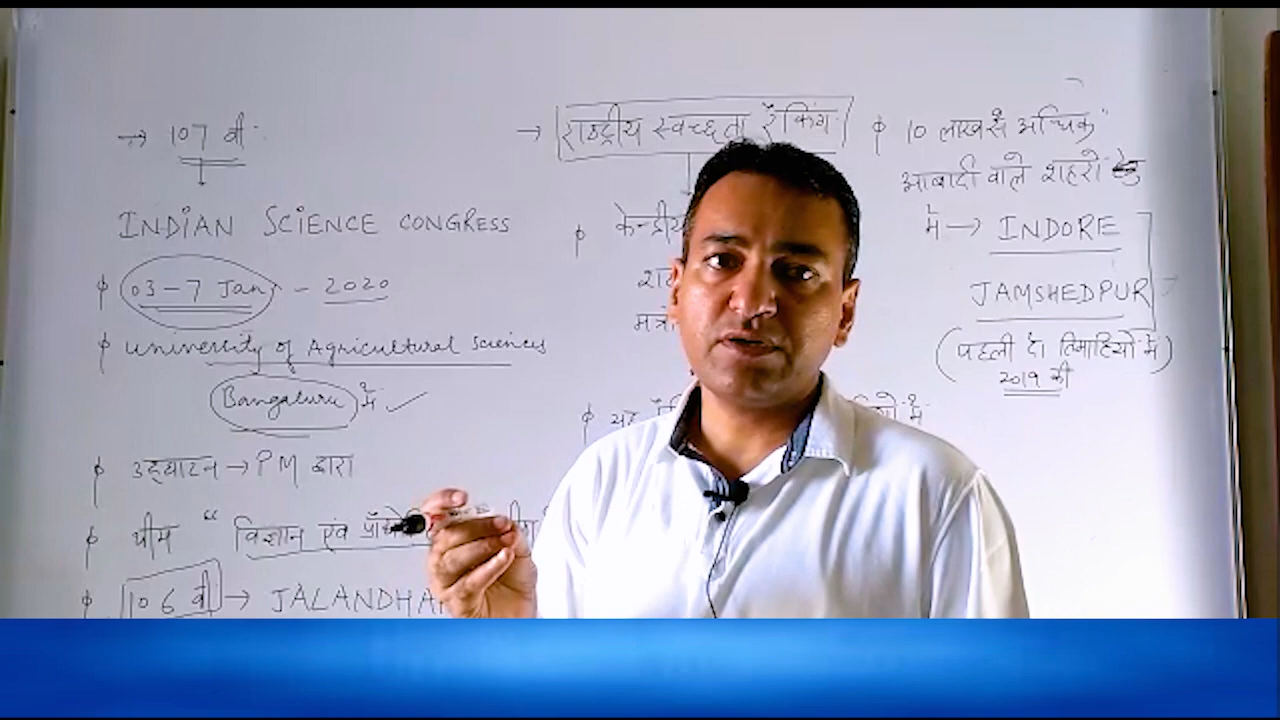 → 107 वी
INDIAN SCIENCE CONGRESS
03-7 Jan - 2020
University of Agricultural Sciences
Bangaluru में ✓
उद्घाटन → PM द्वारा
थीम " विज्ञान एंव
106 वी → JALANDHA
→ राष्ट्रीय स्वच्छता रैंकिंग
केन्द्रीय
10 लाख से अधिक
आबादी वाले शहरो
में → INDORE
JAMSHEDPUR
(पहली दो तिमाहियो में)
2019 की